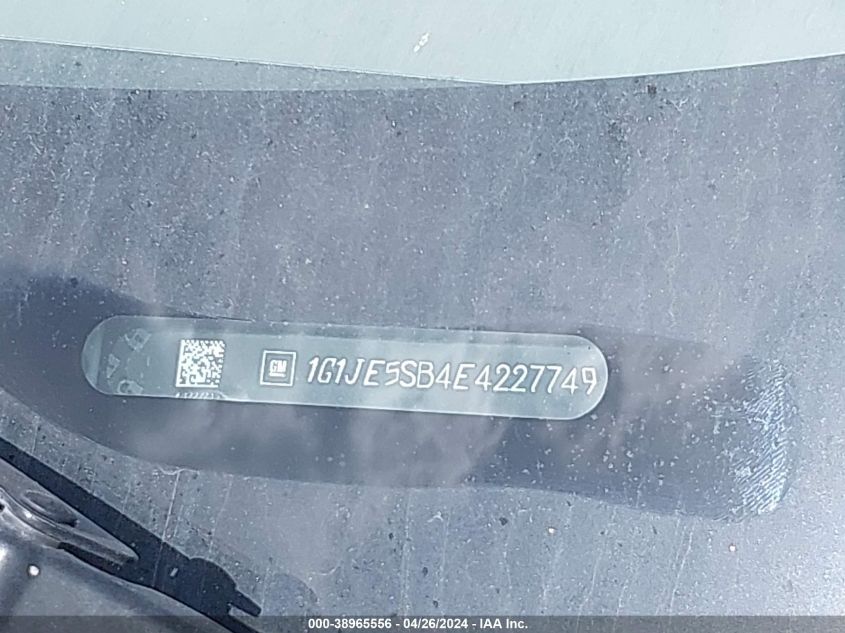 GM 1G1JE5SB4E4227749
000-38965556 - 04/26/2024 - IAA Inc.